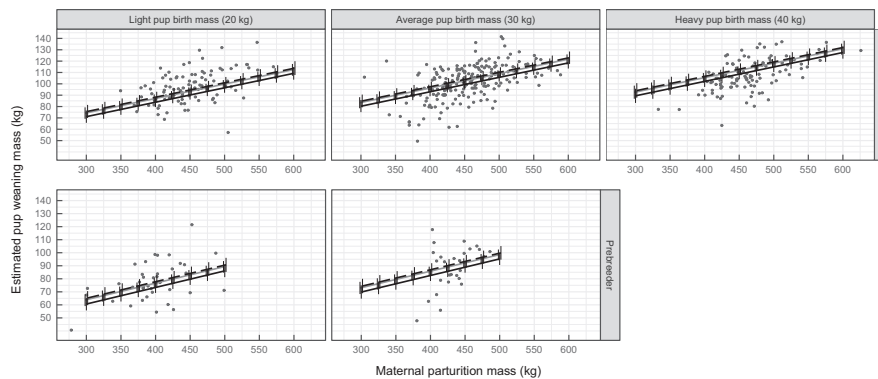 Light pup birth mass (20 kg)
Average pup birth mass (30 kg)
Heavy pup birth mass (40 kg)
140
130
120
110
100
90
80
70
60
50
300 350 400 450 500 550 600
300 350 400 450 500 550 600
300 350 400 450 500 550 600
Estimated pup weaning mass (kg)
140
130
120
110
100
90
80
70
60
50
Prebreeder
300 350 400 450 500 550 600
300 350 400 450 500 550 600
Maternal parturition mass (kg)